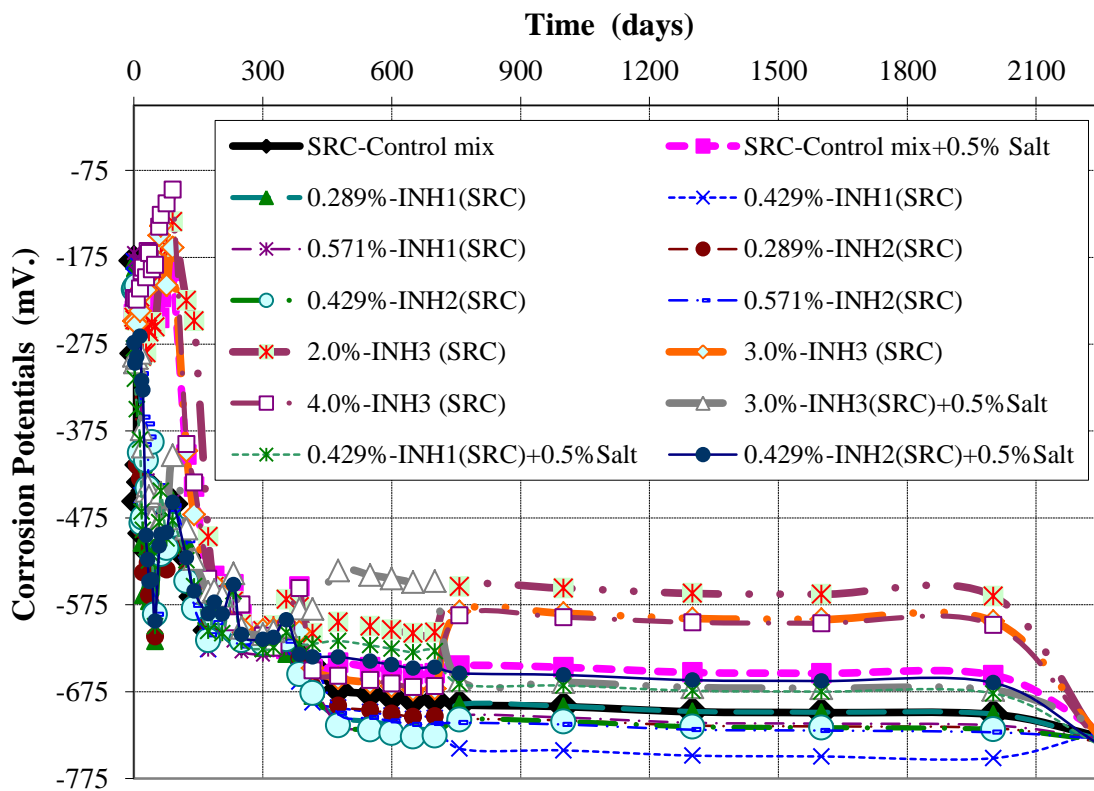 Time (days)
0 300 600 900 1200 1500 1800 2100
Corrosion Potentials (mV.)
-75
-175
-275
-375
-475
-575
-675
-775
SRC-Control mix
SRC-Control mix+0.5% Salt
0.289%-INH1(SRC)
0.429%-INH1(SRC)
0.571%-INH1(SRC)
0.289%-INH2(SRC)
0.429%-INH2(SRC)
0.571%-INH2(SRC)
2.0%-INH3 (SRC)
3.0%-INH3 (SRC)
4.0%-INH3 (SRC)
3.0%-INH3(SRC)+0.5%Salt
0.429%-INH1(SRC)+0.5%Salt
0.429%-INH2(SRC)+0.5%Salt